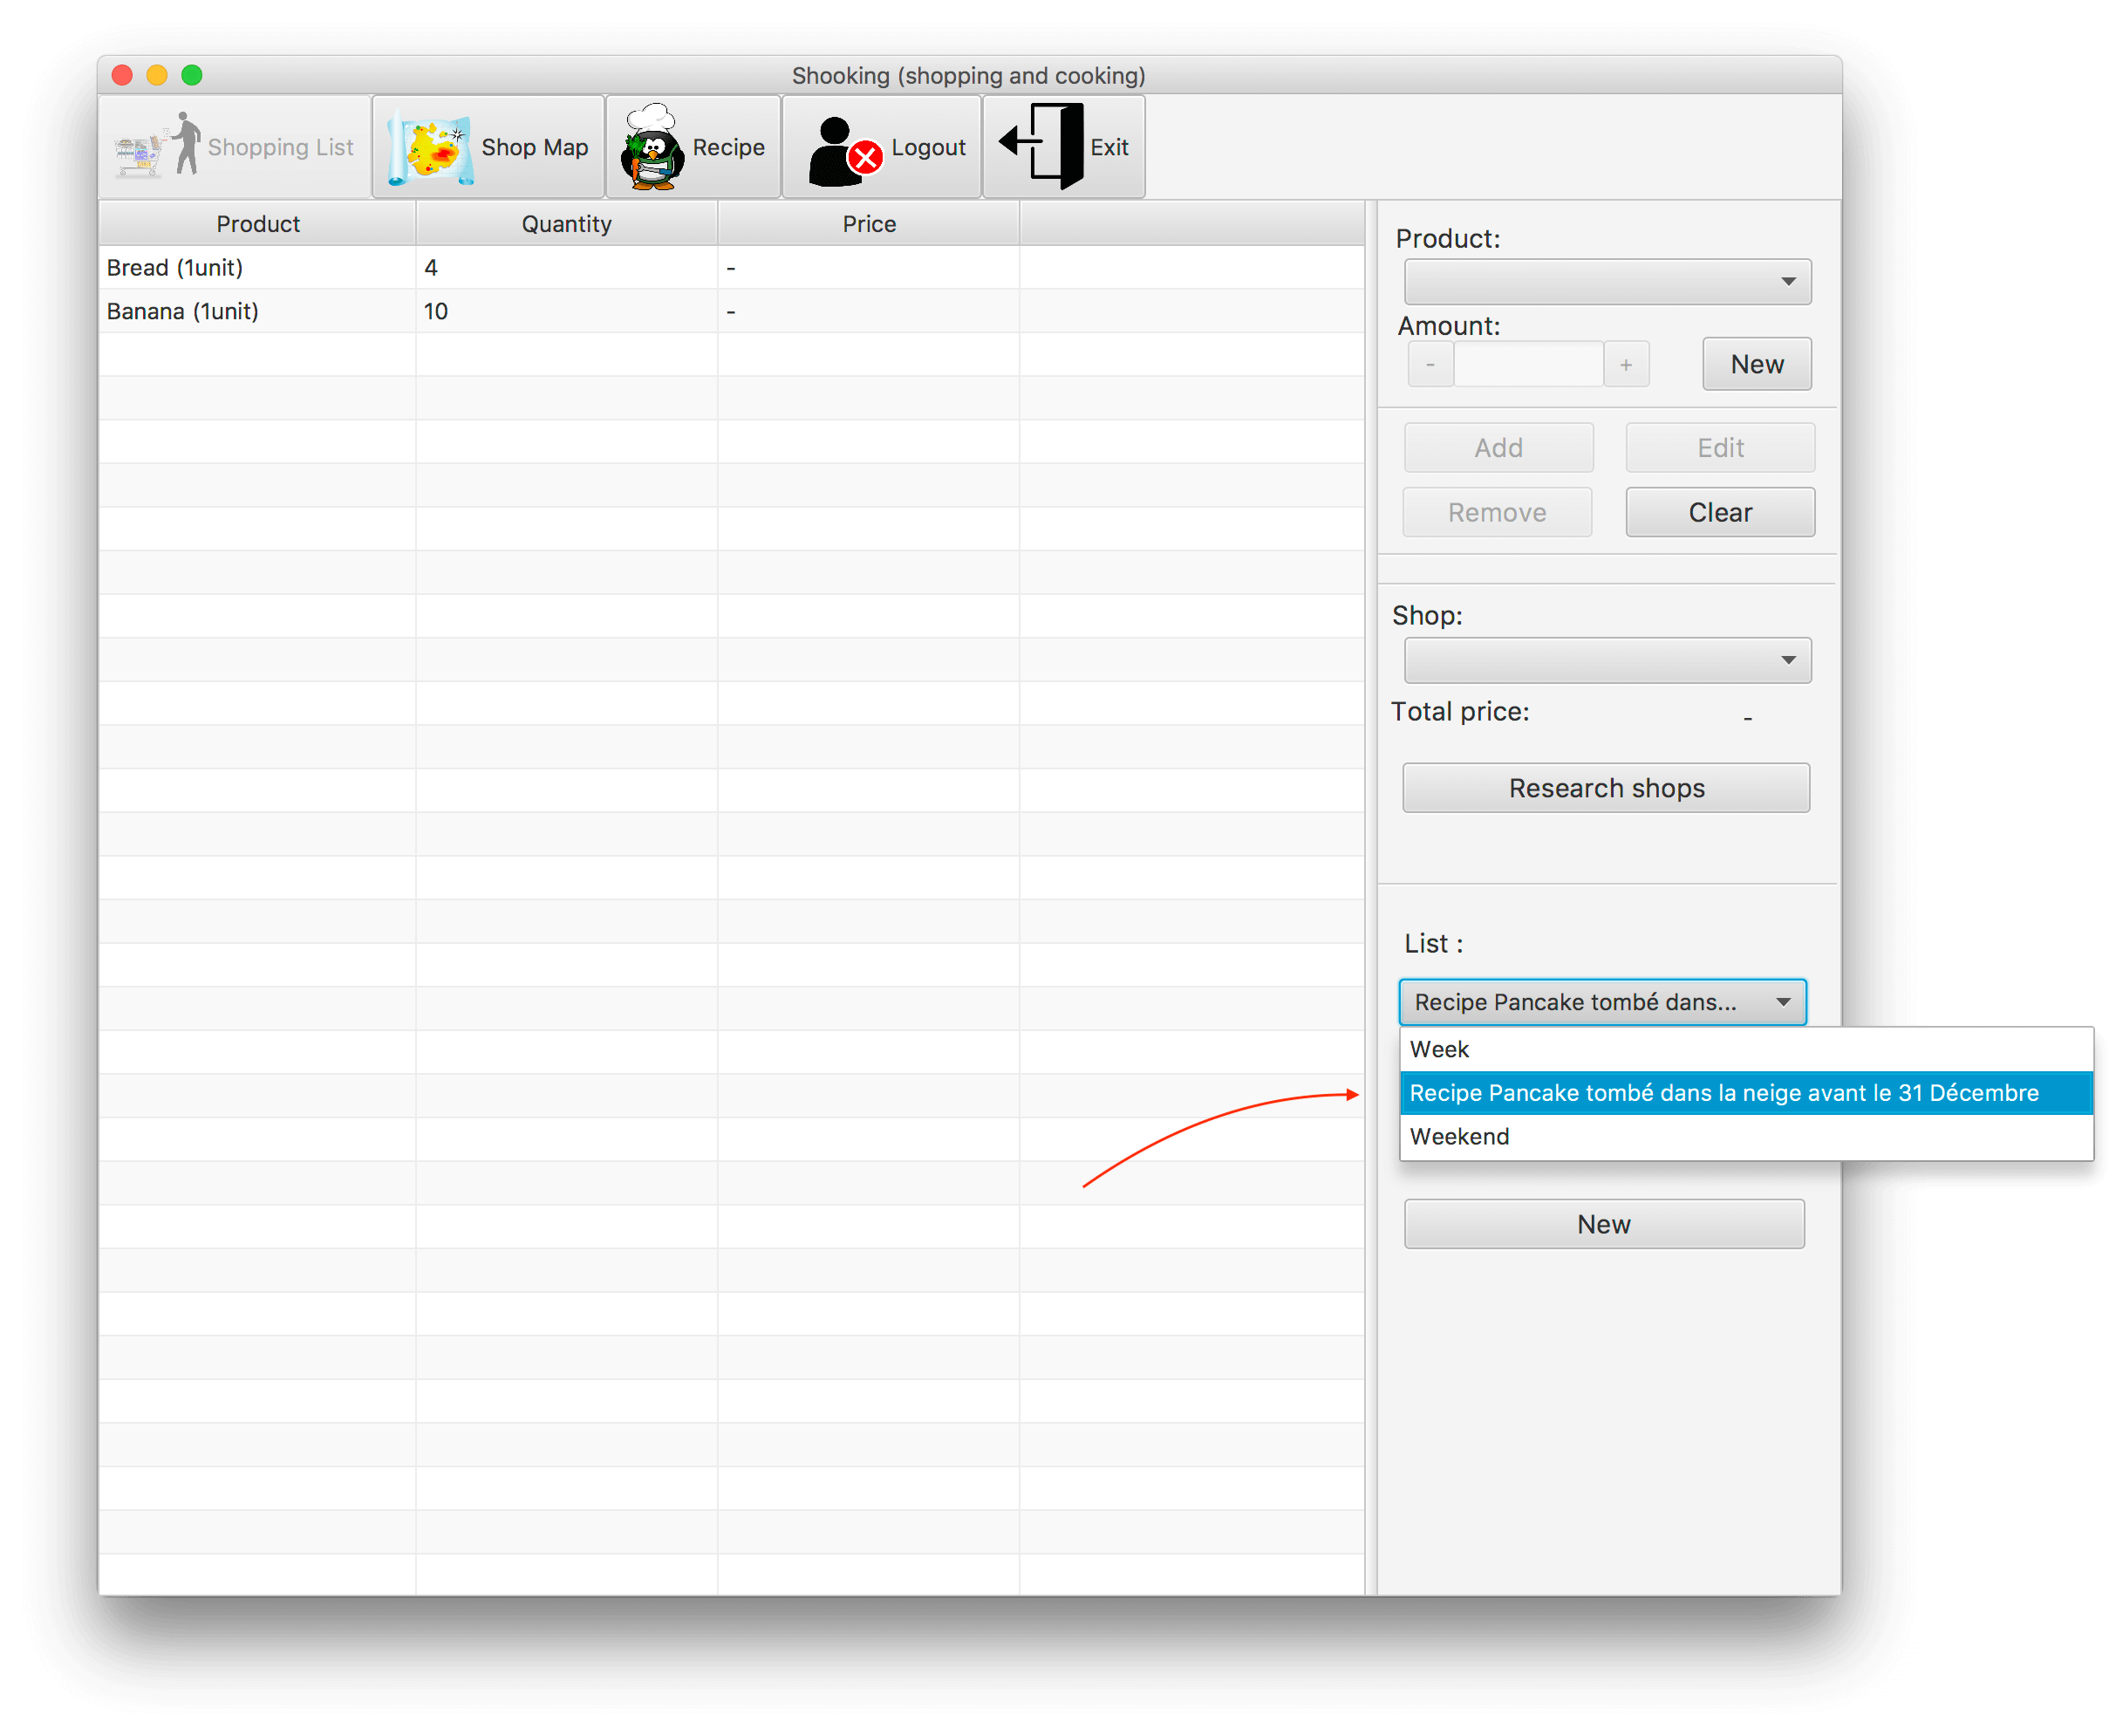 Shooking (shopping and cooking)
Shopping List Shop Map Recipe Logout Exit
Product Quantity Price
Bread (1unit) 4 -
Banana (1unit) 10 -
Product:
Amount:
- + New
Add Edit
Remove Clear
Shop:
Total price: -
Research shops
List :
Recipe Pancake tombé dans...
Week
Recipe Pancake tombé dans la neige avant le 31 Décembre
Weekend
New